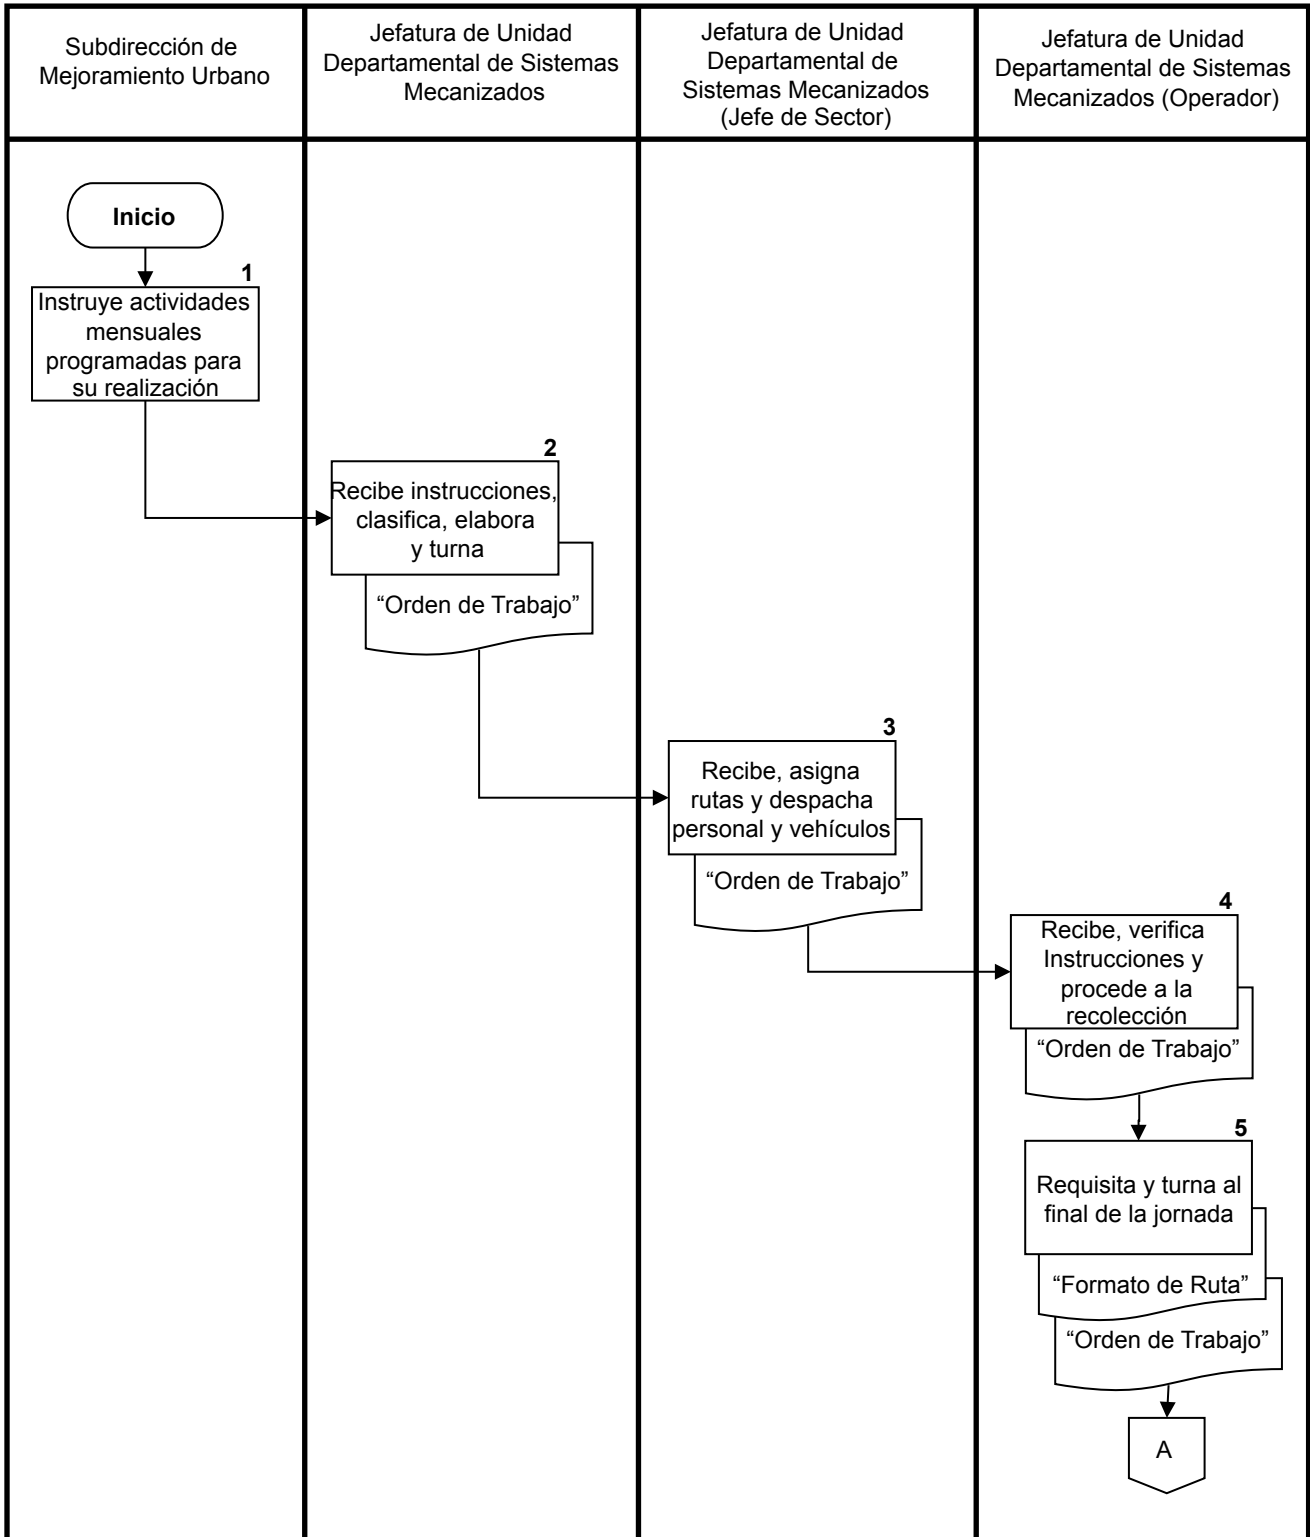 Subdirección de
Mejoramiento Urbano
Jefatura de Unidad
Departamental de Sistemas
Mecanizados
Jefatura de Unidad
Departamental de
Sistemas Mecanizados
(Jefe de Sector)
Jefatura de Unidad
Departamental de Sistemas
Mecanizados (Operador)
Inicio
1
Instruye actividades
mensuales
programadas para
su realización
2
Recibe instrucciones,
clasifica, elabora
y turna
“Orden de Trabajo”
3
Recibe, asigna
rutas y despacha
personal y vehículos
“Orden de Trabajo”
4
Recibe, verifica
Instrucciones y
procede a la
recolección
“Orden de Trabajo”
5
Requisita y turna al
final de la jornada
“Formato de Ruta”
“Orden de Trabajo”
A